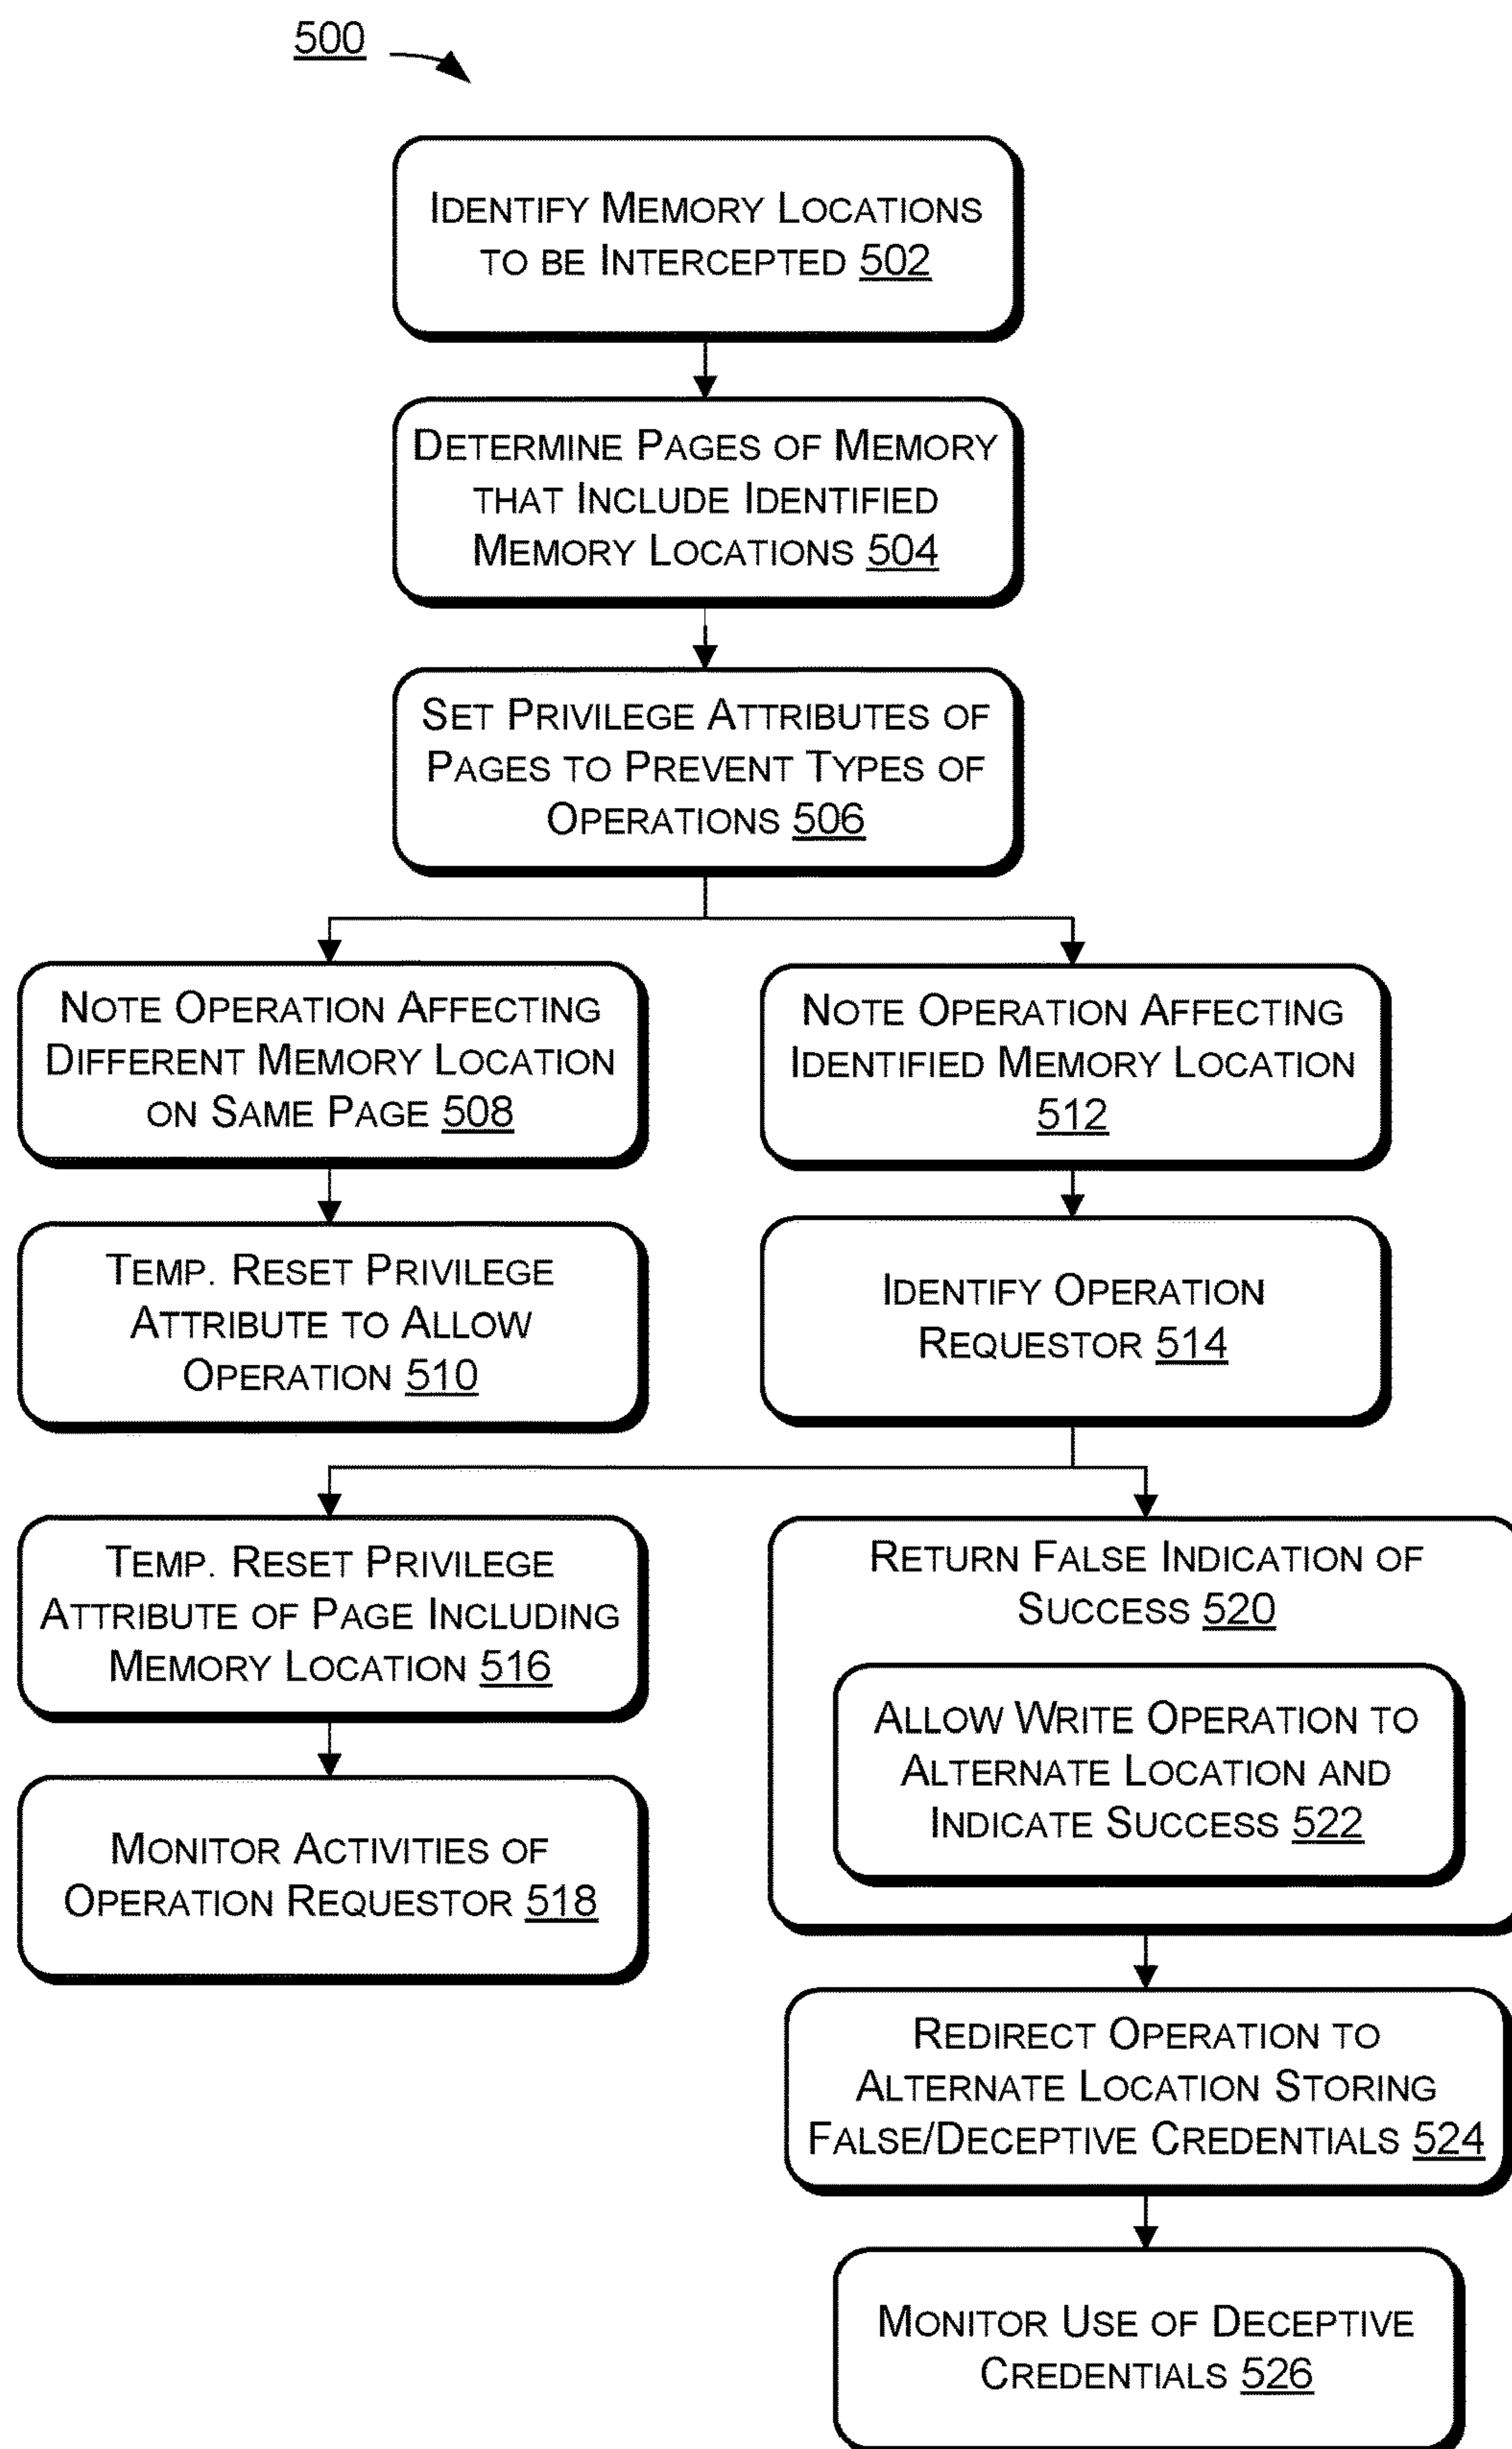 500
IDENTIFY MEMORY LOCATIONS
TO BE INTERCEPTED 502
DETERMINE PAGES OF MEMORY
THAT INCLUDE IDENTIFIED
MEMORY LOCATIONS 504
SET PRIVILEGE ATTRIBUTES OF
PAGES TO PREVENT TYPES OF
OPERATIONS 506
NOTE OPERATION AFFECTING
DIFFERENT MEMORY LOCATION
ON SAME PAGE 508
NOTE OPERATION AFFECTING
IDENTIFIED MEMORY LOCATION
512
TEMP. RESET PRIVILEGE
ATTRIBUTE TO ALLOW
OPERATION 510
IDENTIFY OPERATION
REQUESTOR 514
TEMP. RESET PRIVILEGE
ATTRIBUTE OF PAGE INCLUDING
MEMORY LOCATION 516
MONITOR ACTIVITIES OF
OPERATION REQUESTOR 518
RETURN FALSE INDICATION OF
SUCCESS 520
ALLOW WRITE OPERATION TO
ALTERNATE LOCATION AND
INDICATE SUCCESS 522
REDIRECT OPERATION TO
ALTERNATE LOCATION STORING
FALSE/DECEPTIVE CREDENTIALS 524
MONITOR USE OF DECEPTIVE
CREDENTIALS 526